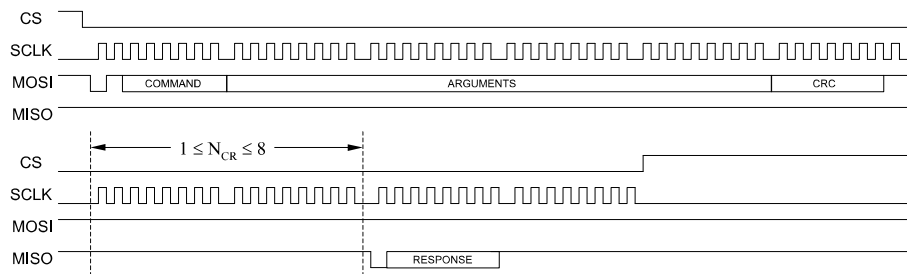 CS
SCLK
MOSI COMMAND ARGUMENTS CRC
MISO
1 ≤ N_CR ≤ 8
CS
SCLK
MOSI
MISO RESPONSE